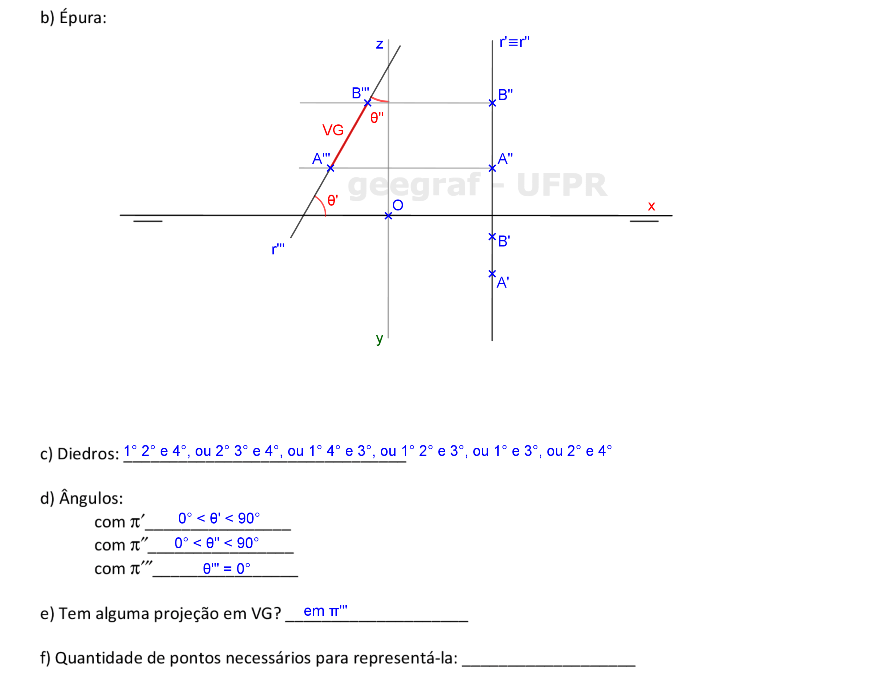 b) Épura:
z
r'≡r''
B'''
B''
θ''
VG
A'''
A''
geegraf - UFPR
θ'
O
x
r'''
B'
A'
y
c) Diedros: 1° 2° e 4°, ou 2° 3° e 4°, ou 1° 4° e 3°, ou 1° 2° e 3°, ou 1° e 3°, ou 2° e 4°
d) Ângulos:
com π′ 0° < θ' < 90°
com π″ 0° < θ'' < 90°
com π‴ θ''' = 0°
e) Tem alguma projeção em VG? em π'''
f) Quantidade de pontos necessários para representá-la: ____________________